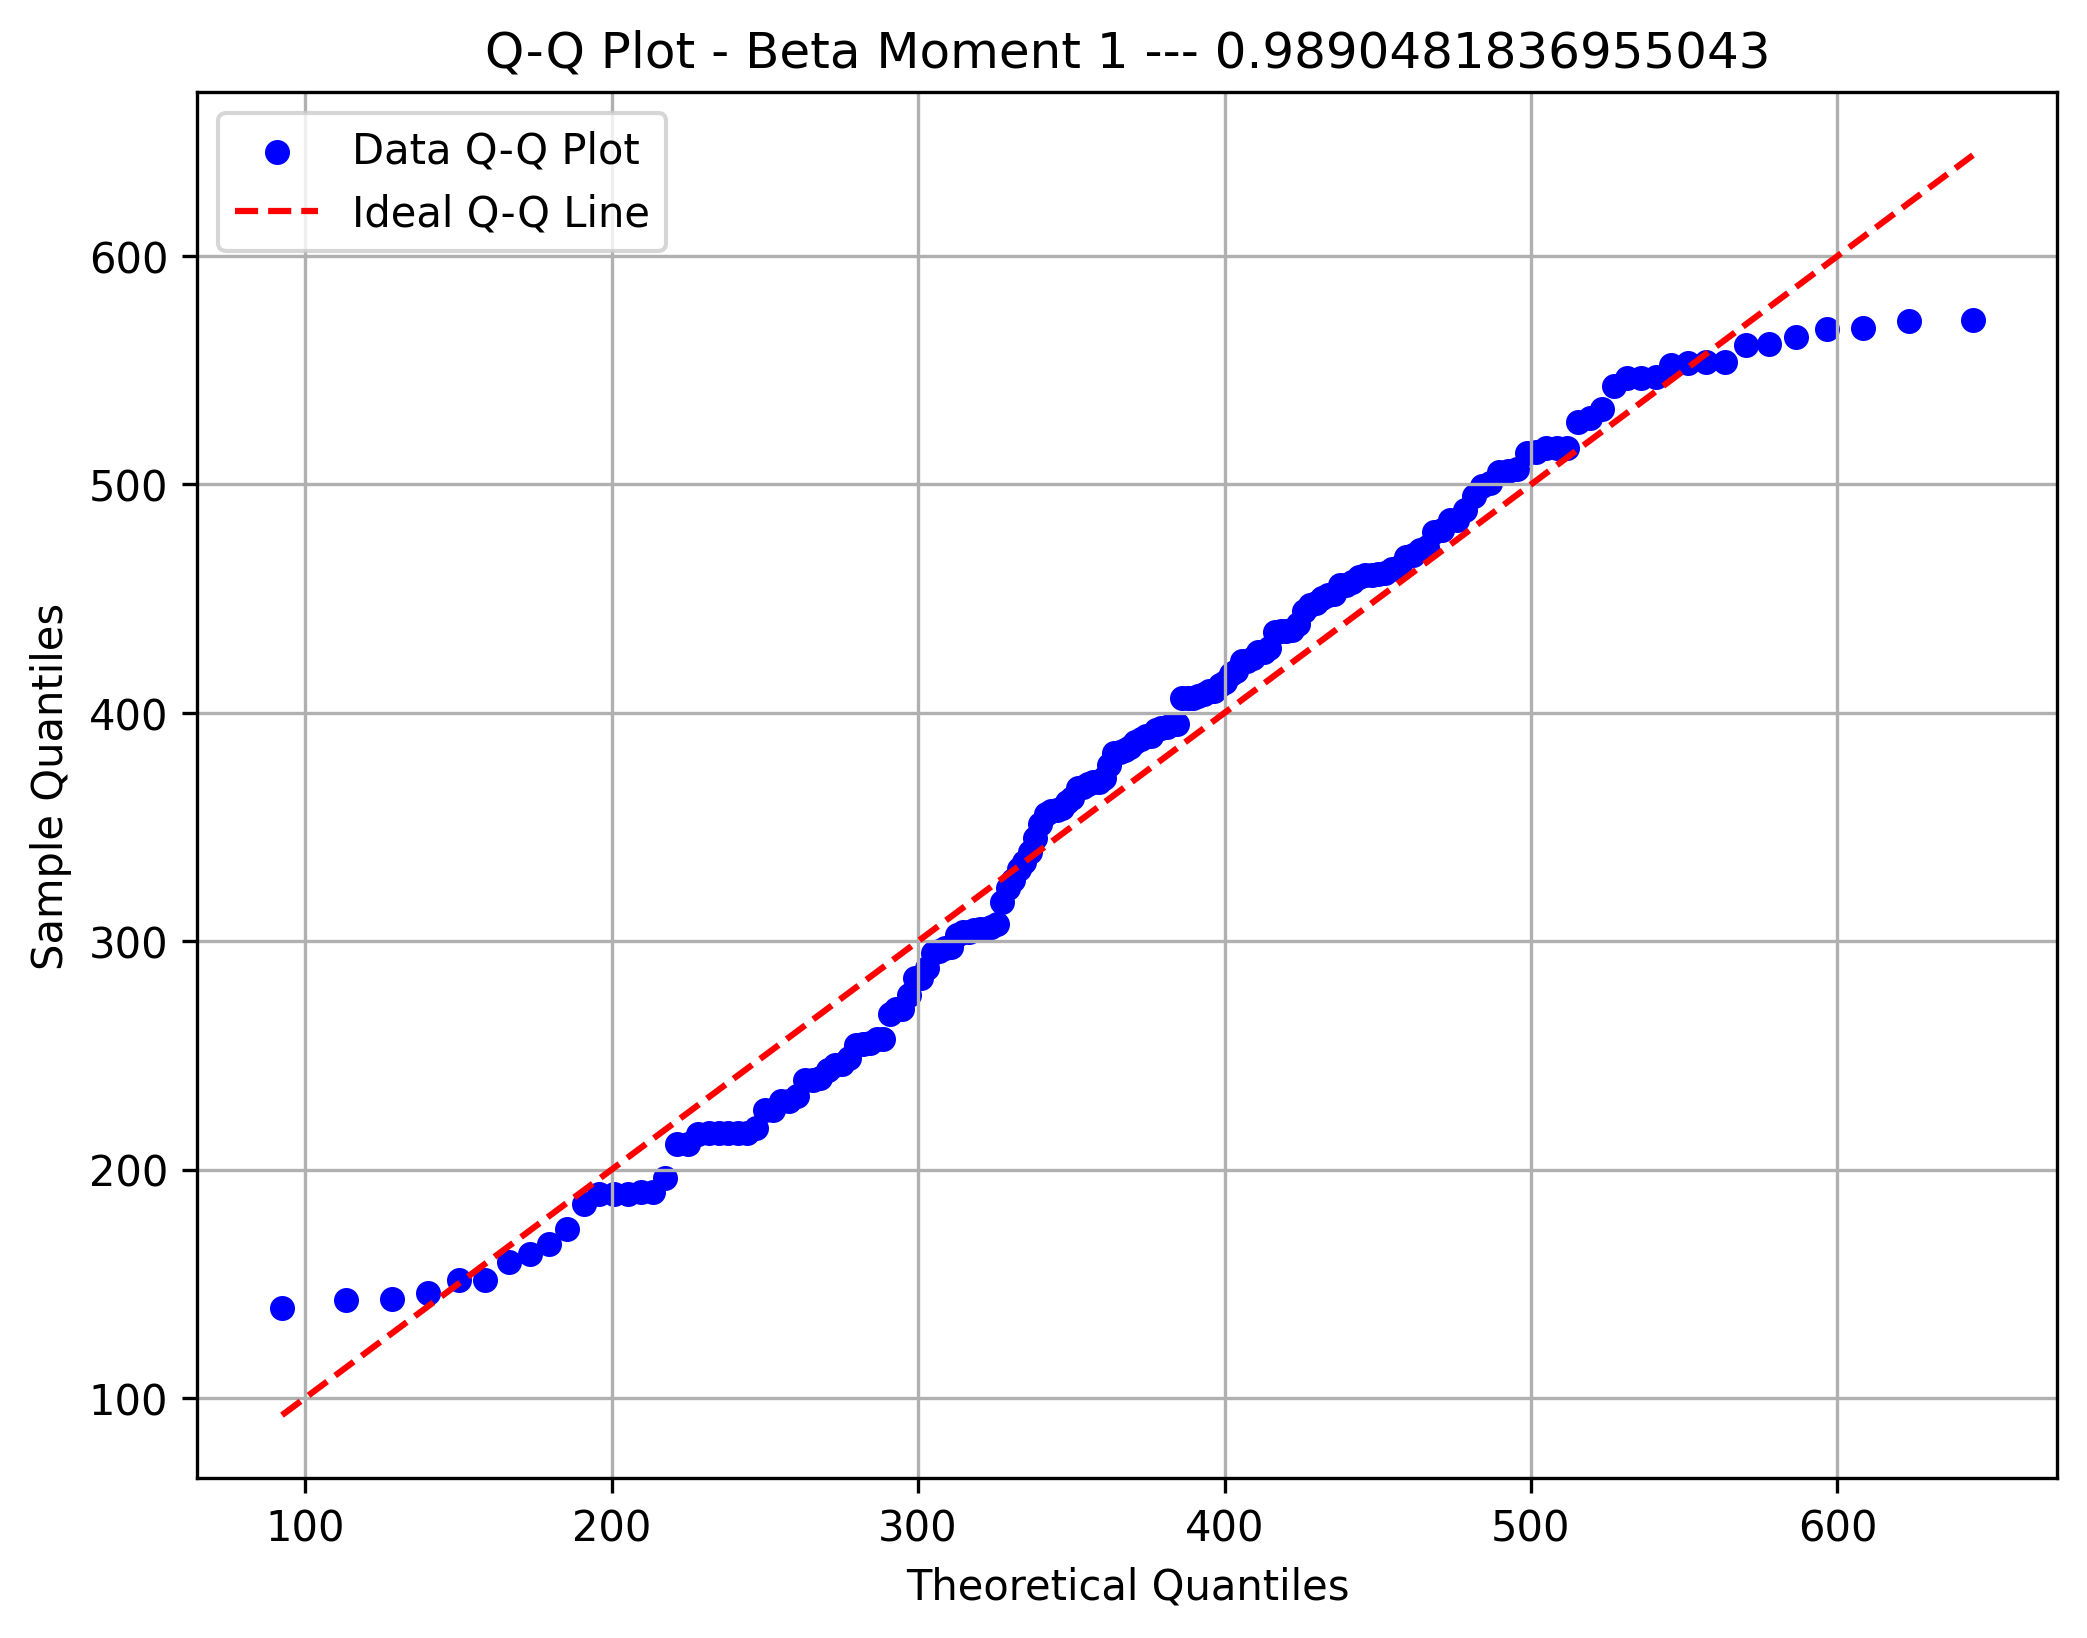 Q-Q Plot - Beta Moment 1 --- 0.9890481836955043
Data Q-Q Plot
Ideal Q-Q Line
600
500
400
300
200
100
Sample Quantiles
100 200 300 400 500 600
Theoretical Quantiles